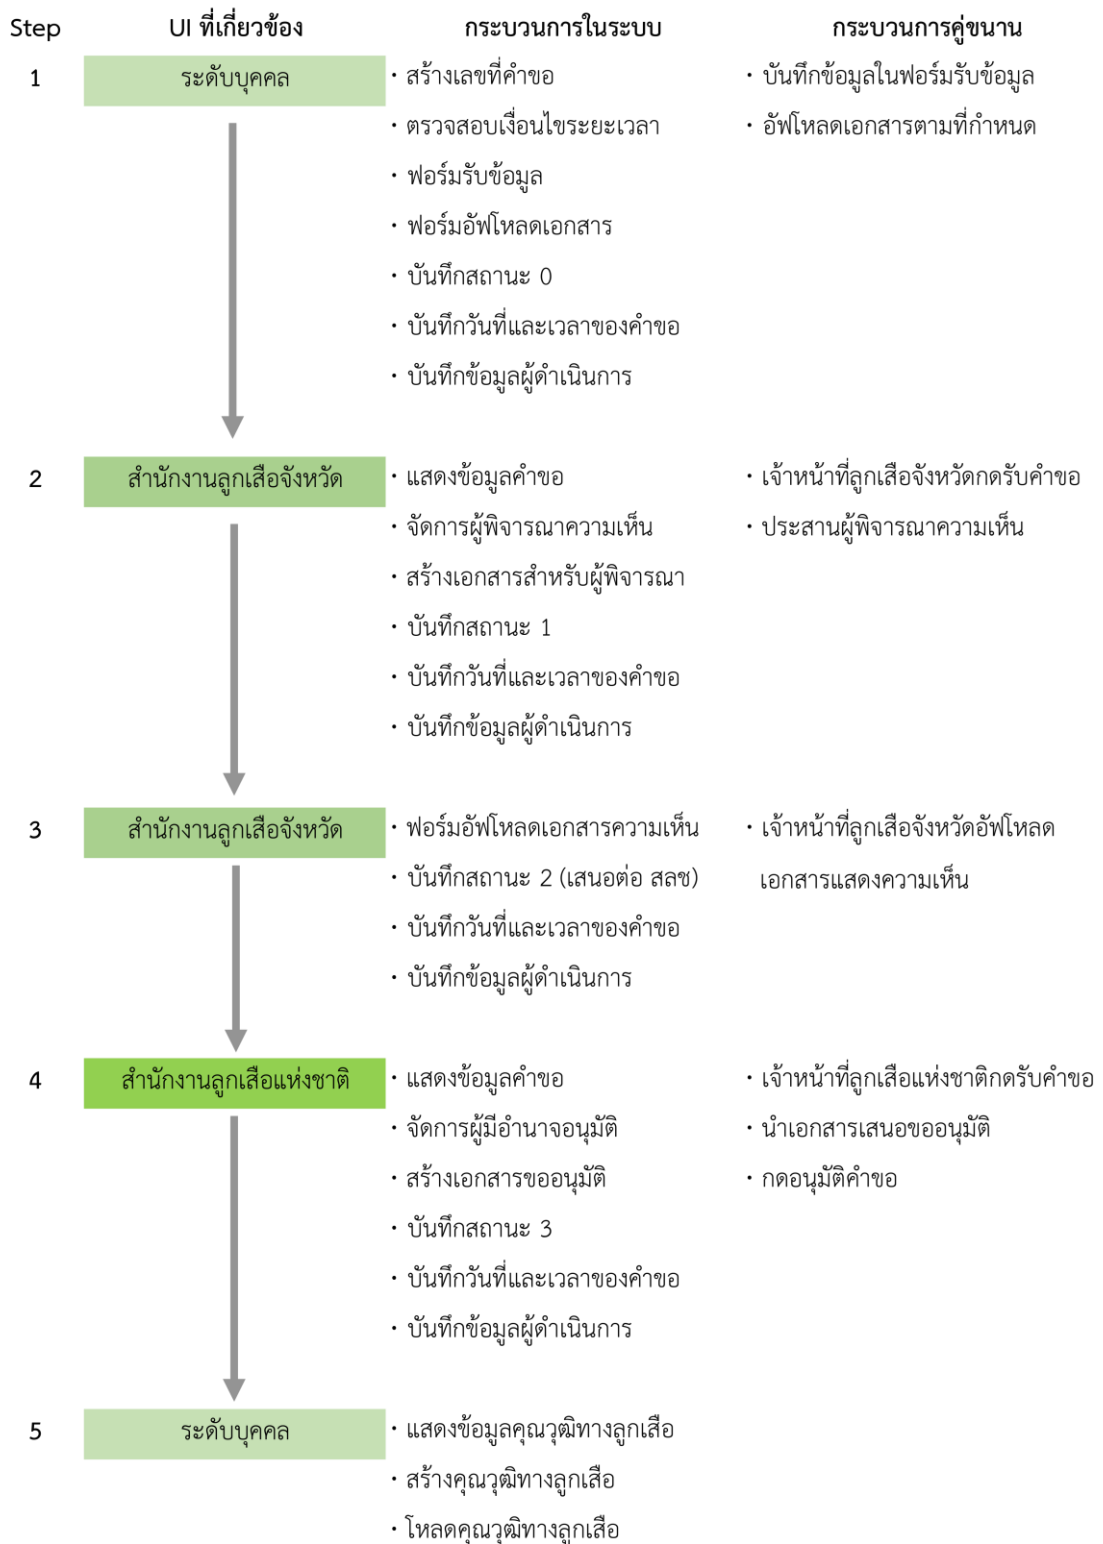 Step UI ที่เกี่ยวข้อง กระบวนการในระบบ กระบวนการคู่ขนาน
1 ระดับบุคคล · สร้างเลขที่คำขอ · บันทึกข้อมูลในฟอร์มรับข้อมูล
· ตรวจสอบเงื่อนไขระยะเวลา · อัฟโหลดเอกสารตามที่กำหนด
· ฟอร์มรับข้อมูล
· ฟอร์มอัฟโหลดเอกสาร
· บันทึกสถานะ 0
· บันทึกวันที่และเวลาของคำขอ
· บันทึกข้อมูลผู้ดำเนินการ
2 สำนักงานลูกเสือจังหวัด · แสดงข้อมูลคำขอ · เจ้าหน้าที่ลูกเสือจังหวัดกดรับคำขอ
· จัดการผู้พิจารณาความเห็น · ประสานผู้พิจารณาความเห็น
· สร้างเอกสารสำหรับผู้พิจารณา
· บันทึกสถานะ 1
· บันทึกวันที่และเวลาของคำขอ
· บันทึกข้อมูลผู้ดำเนินการ
3 สำนักงานลูกเสือจังหวัด · ฟอร์มอัฟโหลดเอกสารความเห็น · เจ้าหน้าที่ลูกเสือจังหวัดอัฟโหลด
· บันทึกสถานะ 2 (เสนอต่อ สลช) เอกสารแสดงความเห็น
· บันทึกวันที่และเวลาของคำขอ
· บันทึกข้อมูลผู้ดำเนินการ
4 สำนักงานลูกเสือแห่งชาติ · แสดงข้อมูลคำขอ · เจ้าหน้าที่ลูกเสือแห่งชาติกดรับคำขอ
· จัดการผู้มีอำนาจอนุมัติ · นำเอกสารเสนอขออนุมัติ
· สร้างเอกสารขออนุมัติ · กดอนุมัติคำขอ
· บันทึกสถานะ 3
· บันทึกวันที่และเวลาของคำขอ
· บันทึกข้อมูลผู้ดำเนินการ
5 ระดับบุคคล · แสดงข้อมูลคุณวุฒิทางลูกเสือ
· สร้างคุณวุฒิทางลูกเสือ
· โหลดคุณวุฒิทางลูกเสือ